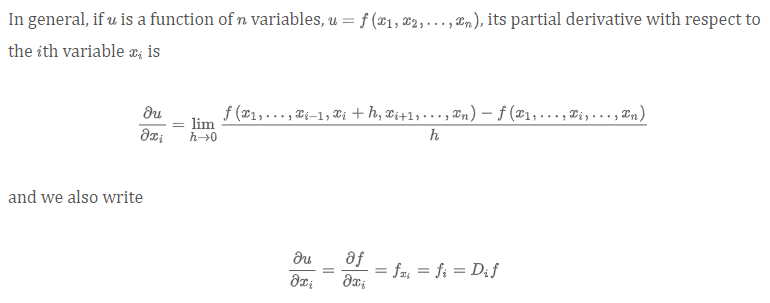 In general, if u is a function of n variables, u = f (x₁, x₂, . . . , xₙ), its partial derivative with respect to
the ith variable xᵢ is
∂u/∂xᵢ = lim_{h→0} [f (x₁, . . . , xᵢ₋₁, xᵢ + h, xᵢ₊₁, . . . , xₙ) − f (x₁, . . . , xᵢ, . . . , xₙ)] / h
and we also write
∂u/∂xᵢ = ∂f/∂xᵢ = f_{xᵢ} = fᵢ = Dᵢf